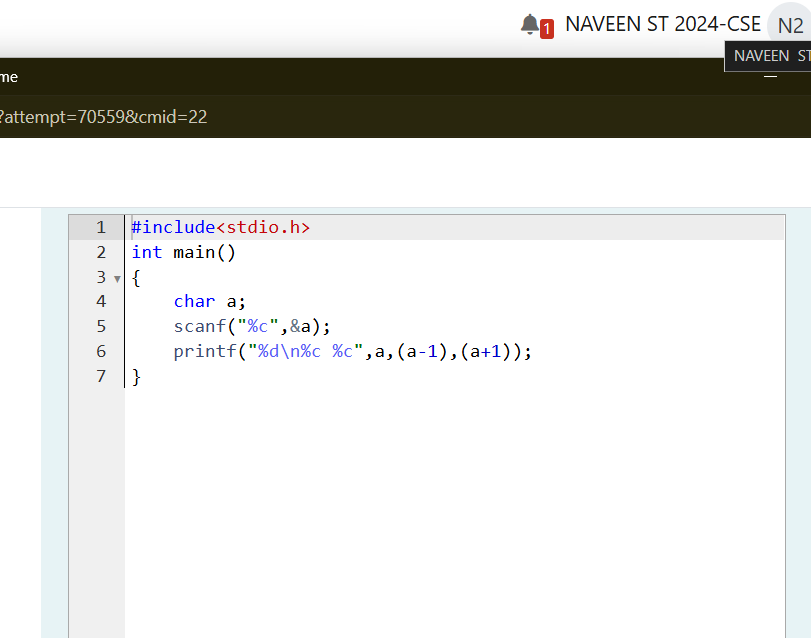 1 NAVEEN ST 2024-CSE N2
NAVEEN ST
me
?attempt=70559&cmid=22
1 #include<stdio.h>
2 int main()
3 {
4 char a;
5 scanf("%c",&a);
6 printf("%d\n%c %c",a,(a-1),(a+1));
7 }